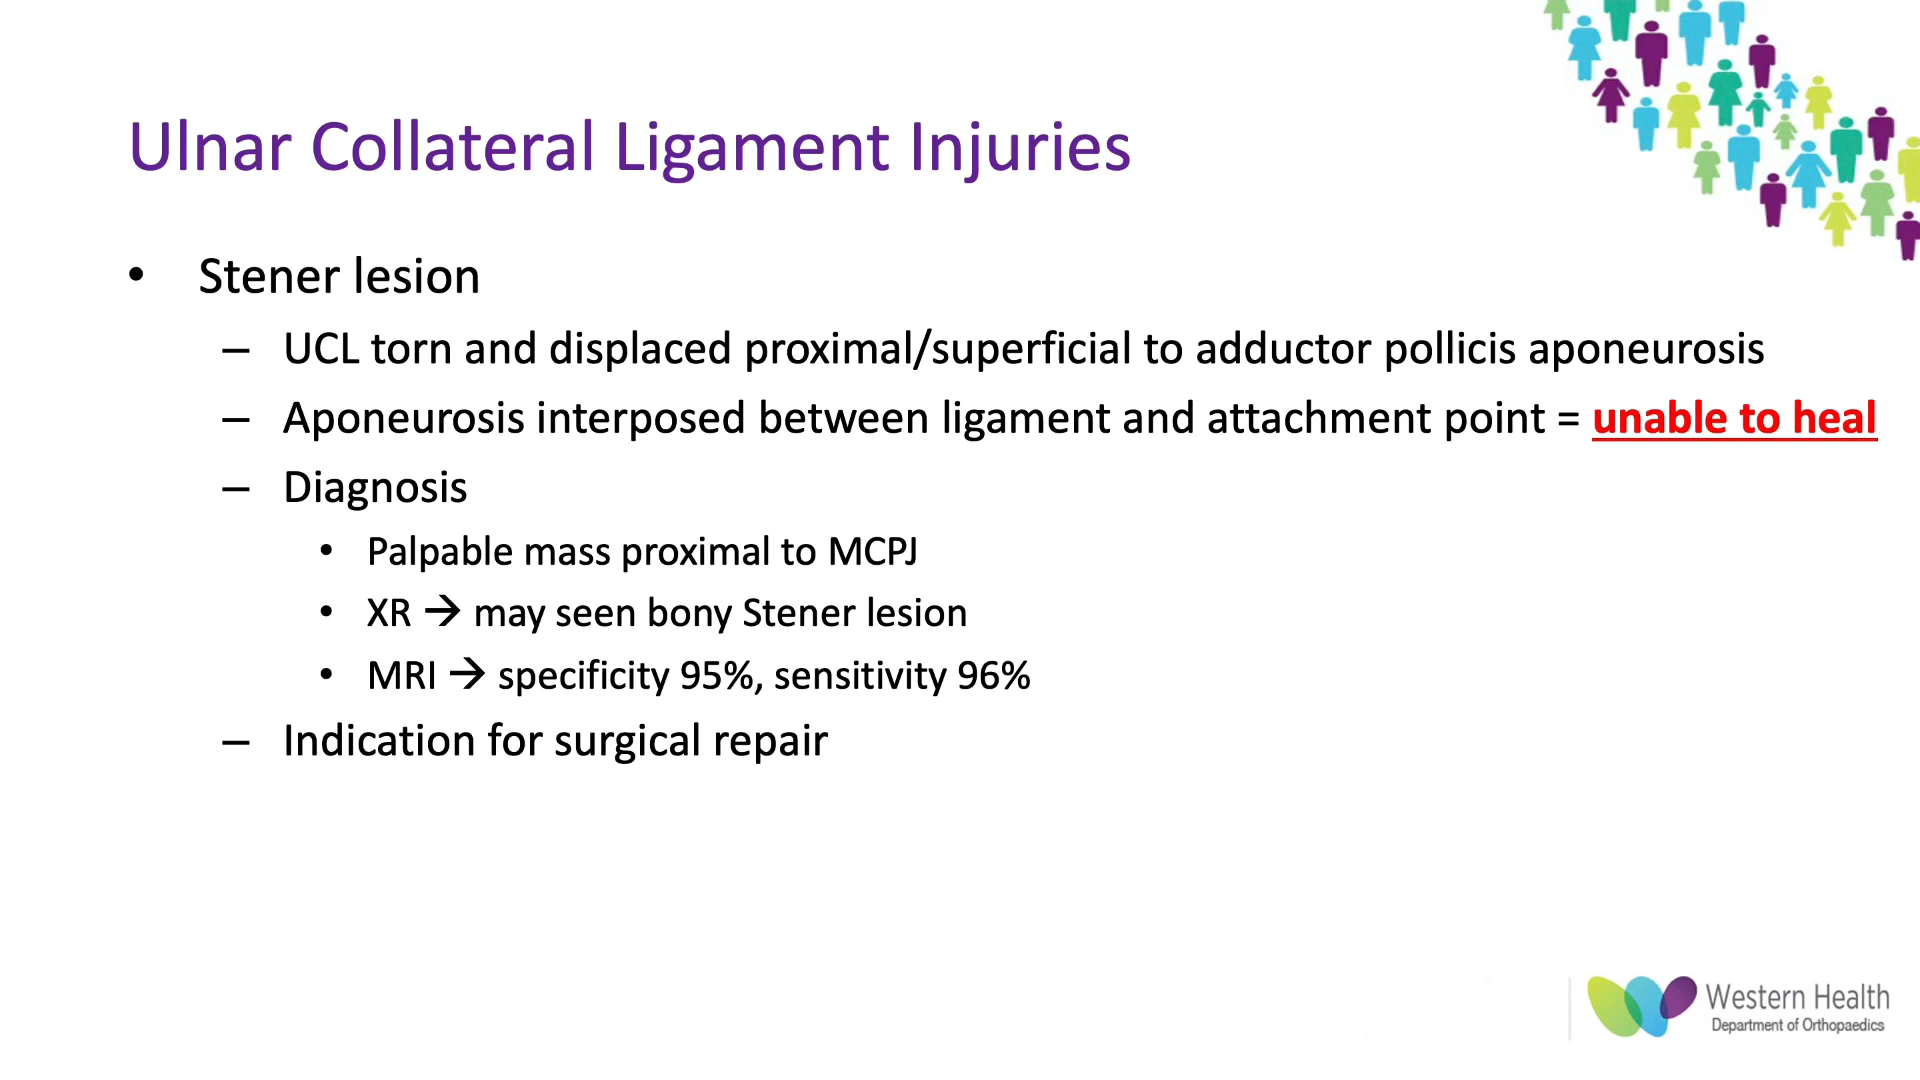 Ulnar Collateral Ligament Injuries
• Stener lesion
– UCL torn and displaced proximal/superficial to adductor pollicis aponeurosis
– Aponeurosis interposed between ligament and attachment point = unable to heal
– Diagnosis
• Palpable mass proximal to MCPJ
• XR → may seen bony Stener lesion
• MRI → specificity 95%, sensitivity 96%
– Indication for surgical repair
Western Health
Department of Orthopaedics